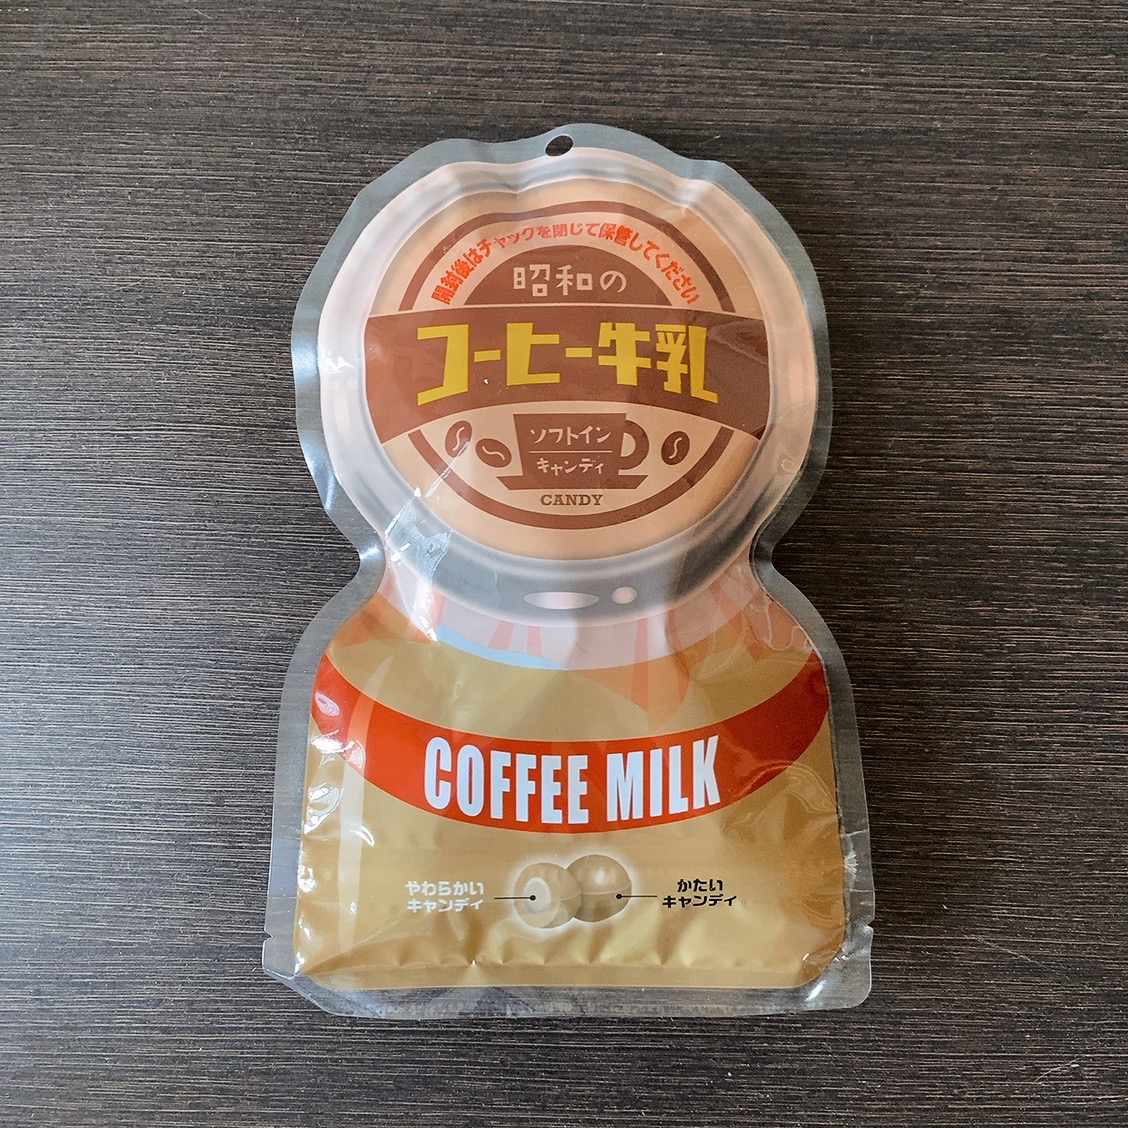 開封後はチャックを閉じて保管してください
昭和の
コーヒー牛乳
ソフトイン
キャンディ
CANDY
COFFEE MILK
やわらかい
キャンディ
かたい
キャンディ